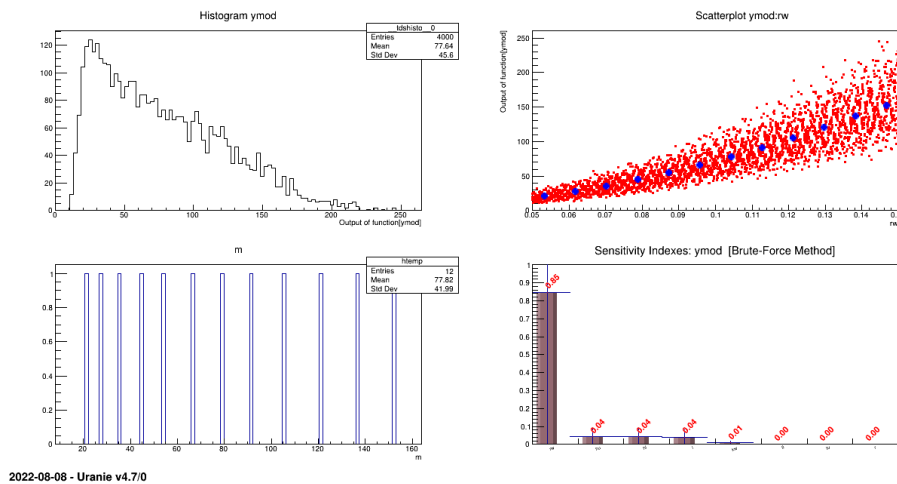 Histogram ymod
__tdshisto__0
Entries 4000
Mean 77.64
Std Dev 45.6
120
100
80
60
40
20
0
0 50 100 150 200 250
Output of function[ymod]
Scatterplot ymod:rw
Output of function[ymod]
250
200
150
100
50
0
0.05 0.06 0.07 0.08 0.09 0.1 0.11 0.12 0.13 0.14
rw
m
htemp
Entries 12
Mean 77.82
Std Dev 41.99
1
0.8
0.6
0.4
0.2
0
20 40 60 80 100 120 140 160
m
Sensitivity Indexes: ymod [Brute-Force Method]
1
0.9
0.8
0.7
0.6
0.5
0.4
0.3
0.2
0.1
0
0.85 0.04 0.04 0.04 0.01 0.00 0.00 0.00
2022-08-08 - Uranie v4.7/0